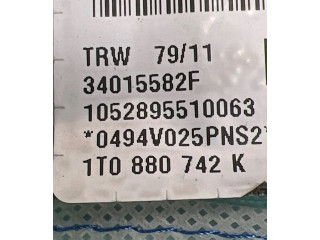 TRW 79/11
34015582F
1052895510063
*0494V025PNS2*
1T0 880 742 K